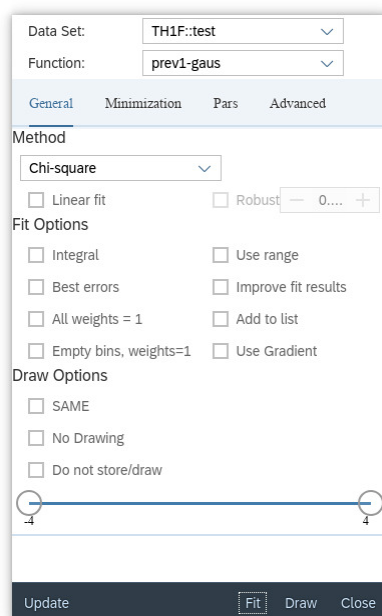 Data Set: TH1F::test
Function: prev1-gaus
General Minimization Pars Advanced
Method
Chi-square
Linear fit Robust 0....
Fit Options
Integral Use range
Best errors Improve fit results
All weights = 1 Add to list
Empty bins, weights=1 Use Gradient
Draw Options
SAME
No Drawing
Do not store/draw
-4 4
Update Fit Draw Close